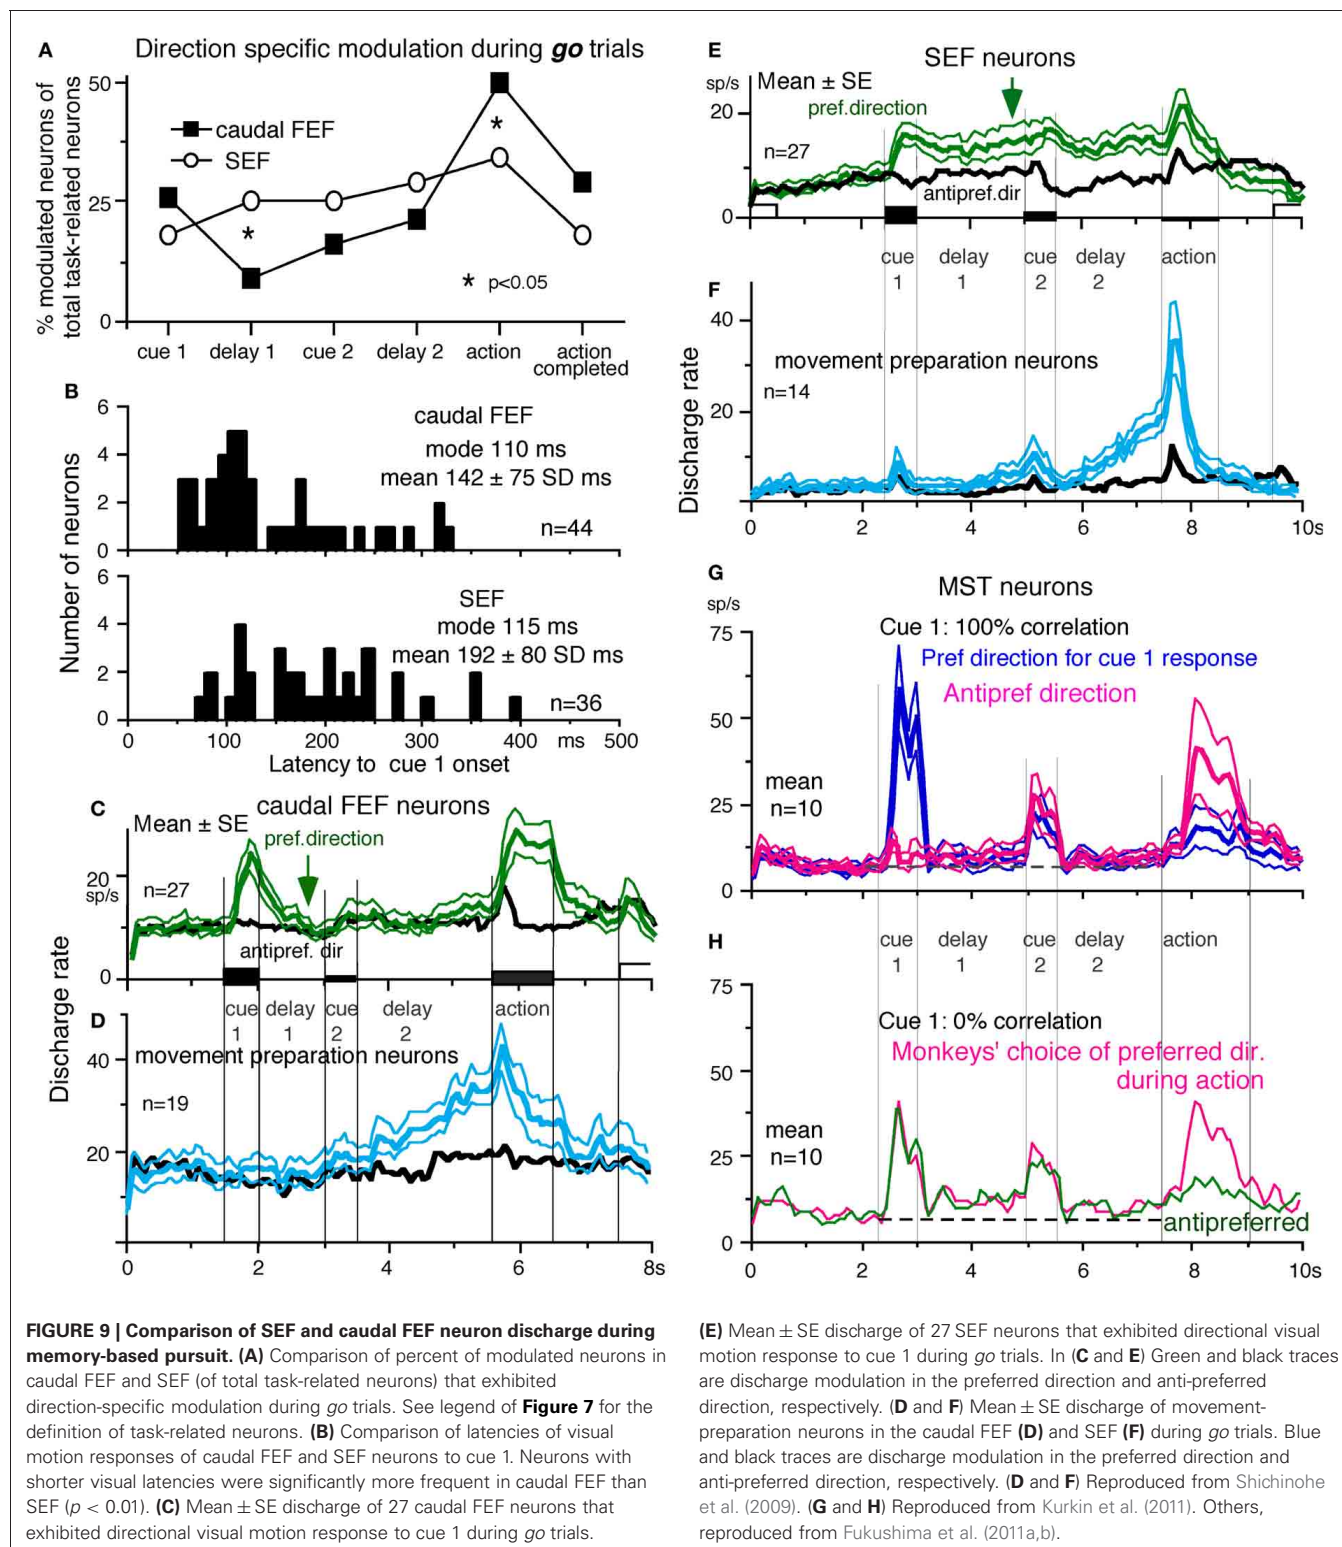 A
Direction specific modulation during go trials
% modulated neurons of
total task-related neurons
50
25
0
caudal FEF
SEF
*
*
* p<0.05
cue 1 delay 1 cue 2 delay 2 action action
completed
B
Number of neurons
6
4
2
0
caudal FEF
mode 110 ms
mean 142 ± 75 SD ms
n=44
6
4
2
0
SEF
mode 115 ms
mean 192 ± 80 SD ms
n=36
0 100 200 300 400 ms 500
Latency to cue 1 onset
C
caudal FEF neurons
Mean ± SE
pref.direction
20
sp/s
n=27
antipref. dir
0
Discharge rate
cue delay cue delay action
1 1 2 2
D
movement preparation neurons
40
n=19
20
0
0 2 4 6 8s
E
SEF neurons
sp/s
Mean ± SE
pref.direction
20
n=27
antipref.dir
0
cue delay cue delay action
1 1 2 2
F
Discharge rate
40
movement preparation neurons
n=14
20
0
0 2 4 6 8 10s
G
MST neurons
sp/s
75
Cue 1: 100% correlation
Pref direction for cue 1 response
Antipref direction
50
mean
n=10
25
0
H
cue delay cue delay action
1 1 2 2
75
Cue 1: 0% correlation
Monkeys' choice of preferred dir.
during action
50
mean
n=10
25
antipreferred
0
0 2 4 6 8 10s
FIGURE 9 | Comparison of SEF and caudal FEF neuron discharge during
memory-based pursuit. (A) Comparison of percent of modulated neurons in
caudal FEF and SEF (of total task-related neurons) that exhibited
direction-specific modulation during go trials. See legend of Figure 7 for the
definition of task-related neurons. (B) Comparison of latencies of visual
motion responses of caudal FEF and SEF neurons to cue 1. Neurons with
shorter visual latencies were significantly more frequent in caudal FEF than
SEF (p < 0.01). (C) Mean ± SE discharge of 27 caudal FEF neurons that
exhibited directional visual motion response to cue 1 during go trials.
(E) Mean ± SE discharge of 27 SEF neurons that exhibited directional visual
motion response to cue 1 during go trials. In (C and E) Green and black traces
are discharge modulation in the preferred direction and anti-preferred
direction, respectively. (D and F) Mean ± SE discharge of movement-
preparation neurons in the caudal FEF (D) and SEF (F) during go trials. Blue
and black traces are discharge modulation in the preferred direction and
anti-preferred direction, respectively. (D and F) Reproduced from Shichinohe
et al. (2009). (G and H) Reproduced from Kurkin et al. (2011). Others,
reproduced from Fukushima et al. (2011a,b).